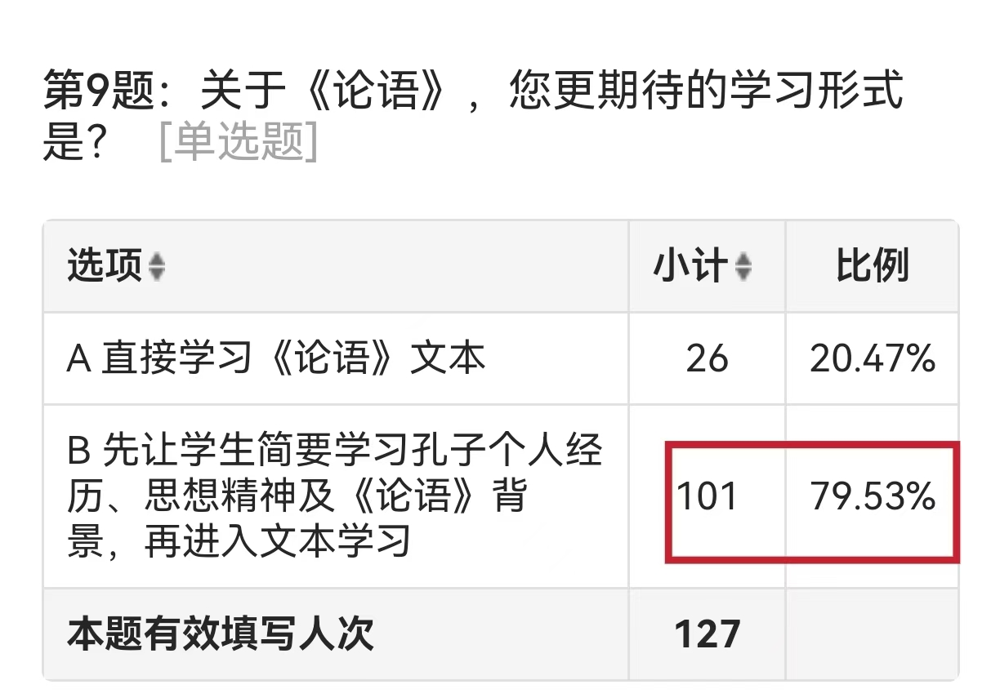 第9题：关于《论语》，您更期待的学习形式
是？ [单选题]
选项 小计 比例
A 直接学习《论语》文本 26 20.47%
B 先让学生简要学习孔子个人经
历、思想精神及《论语》背 101 79.53%
景，再进入文本学习
本题有效填写人次 127